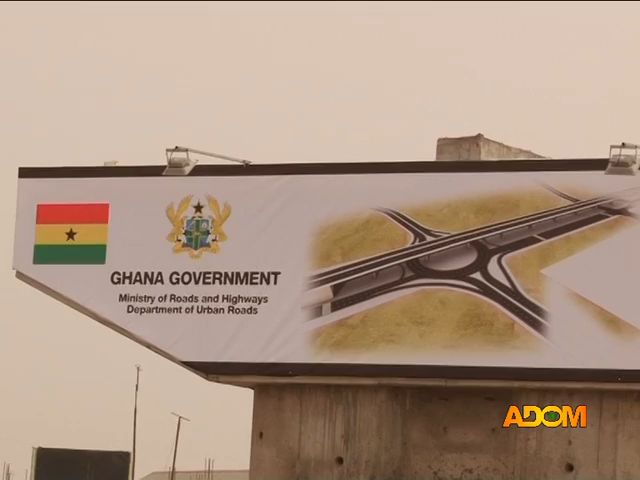 GHANA GOVERNMENT
Ministry of Roads and Highways
Department of Urban Roads
ADOM